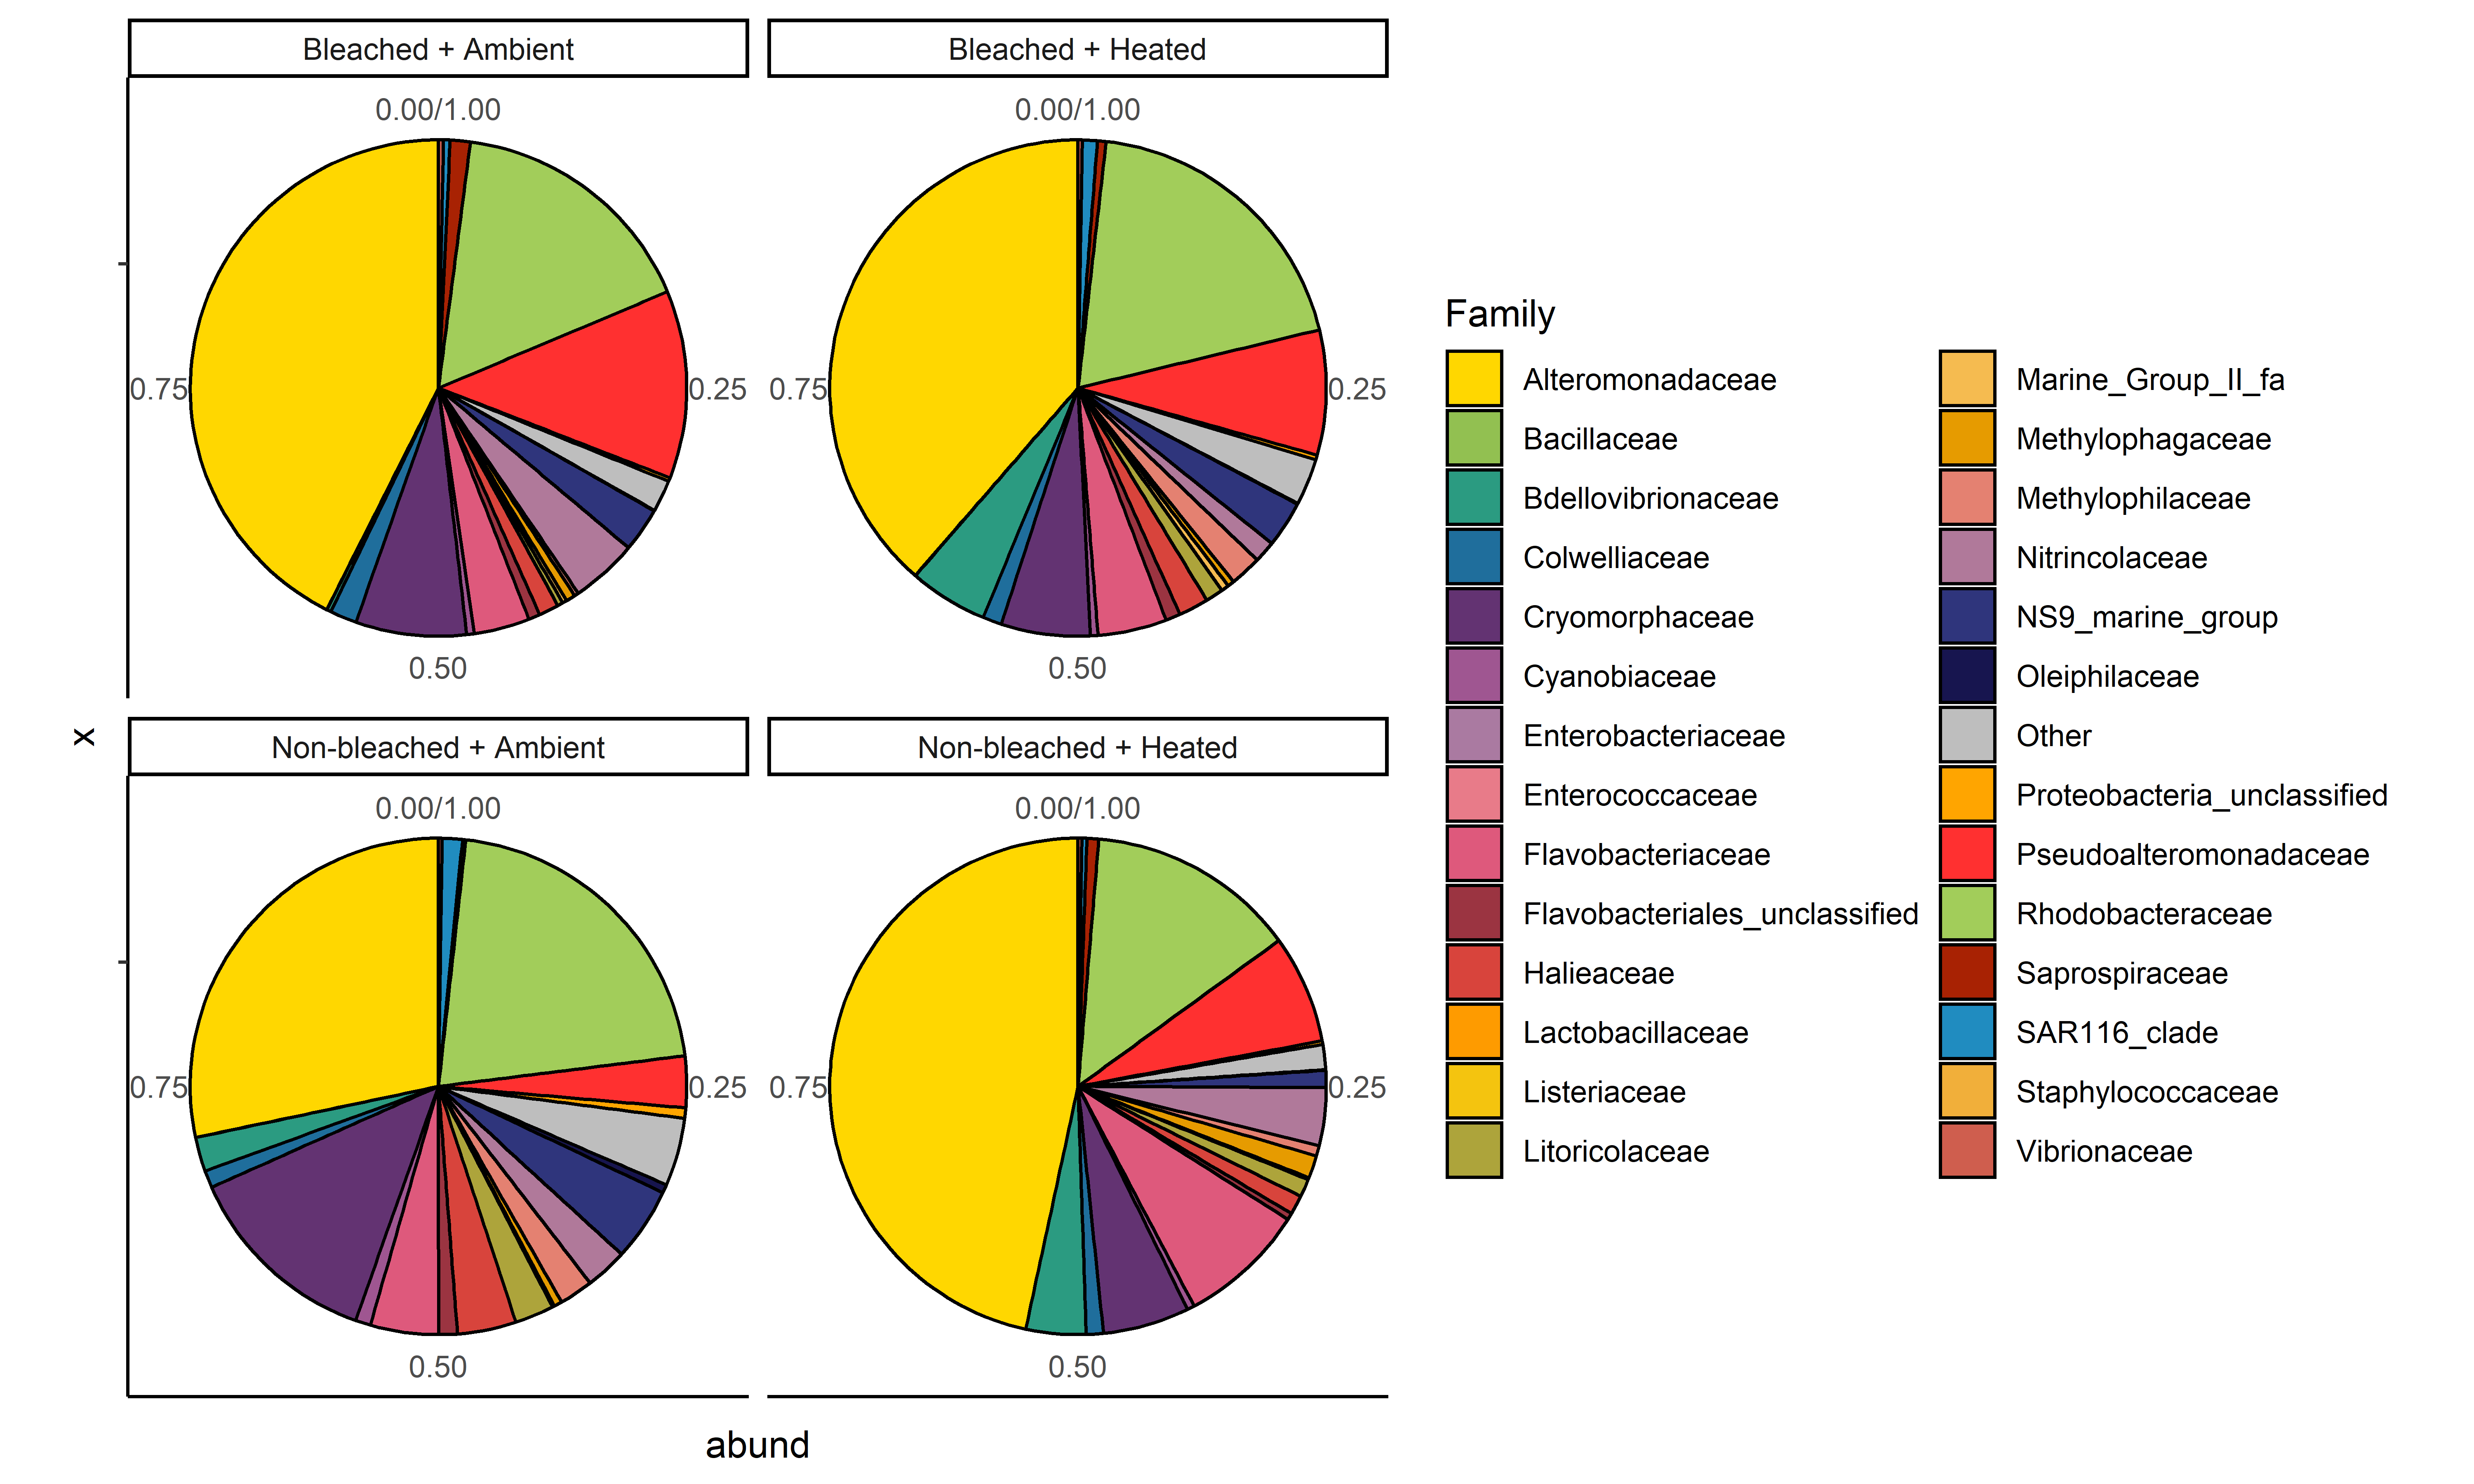 Bleached + Ambient
Bleached + Heated
0.00/1.00
0.00/1.00
0.75
0.25
0.75
0.25
0.50
0.50
x
Non-bleached + Ambient
Non-bleached + Heated
0.00/1.00
0.00/1.00
0.75
0.25
0.75
0.25
0.50
0.50
abund
Family
Alteromonadaceae
Bacillaceae
Bdellovibrionaceae
Colwelliaceae
Cryomorphaceae
Cyanobiaceae
Enterobacteriaceae
Enterococcaceae
Flavobacteriaceae
Flavobacteriales_unclassified
Halieaceae
Lactobacillaceae
Listeriaceae
Litoricolaceae
Marine_Group_II_fa
Methylophagaceae
Methylophilaceae
Nitrincolaceae
NS9_marine_group
Oleiphilaceae
Other
Proteobacteria_unclassified
Pseudoalteromonadaceae
Rhodobacteraceae
Saprospiraceae
SAR116_clade
Staphylococcaceae
Vibrionaceae